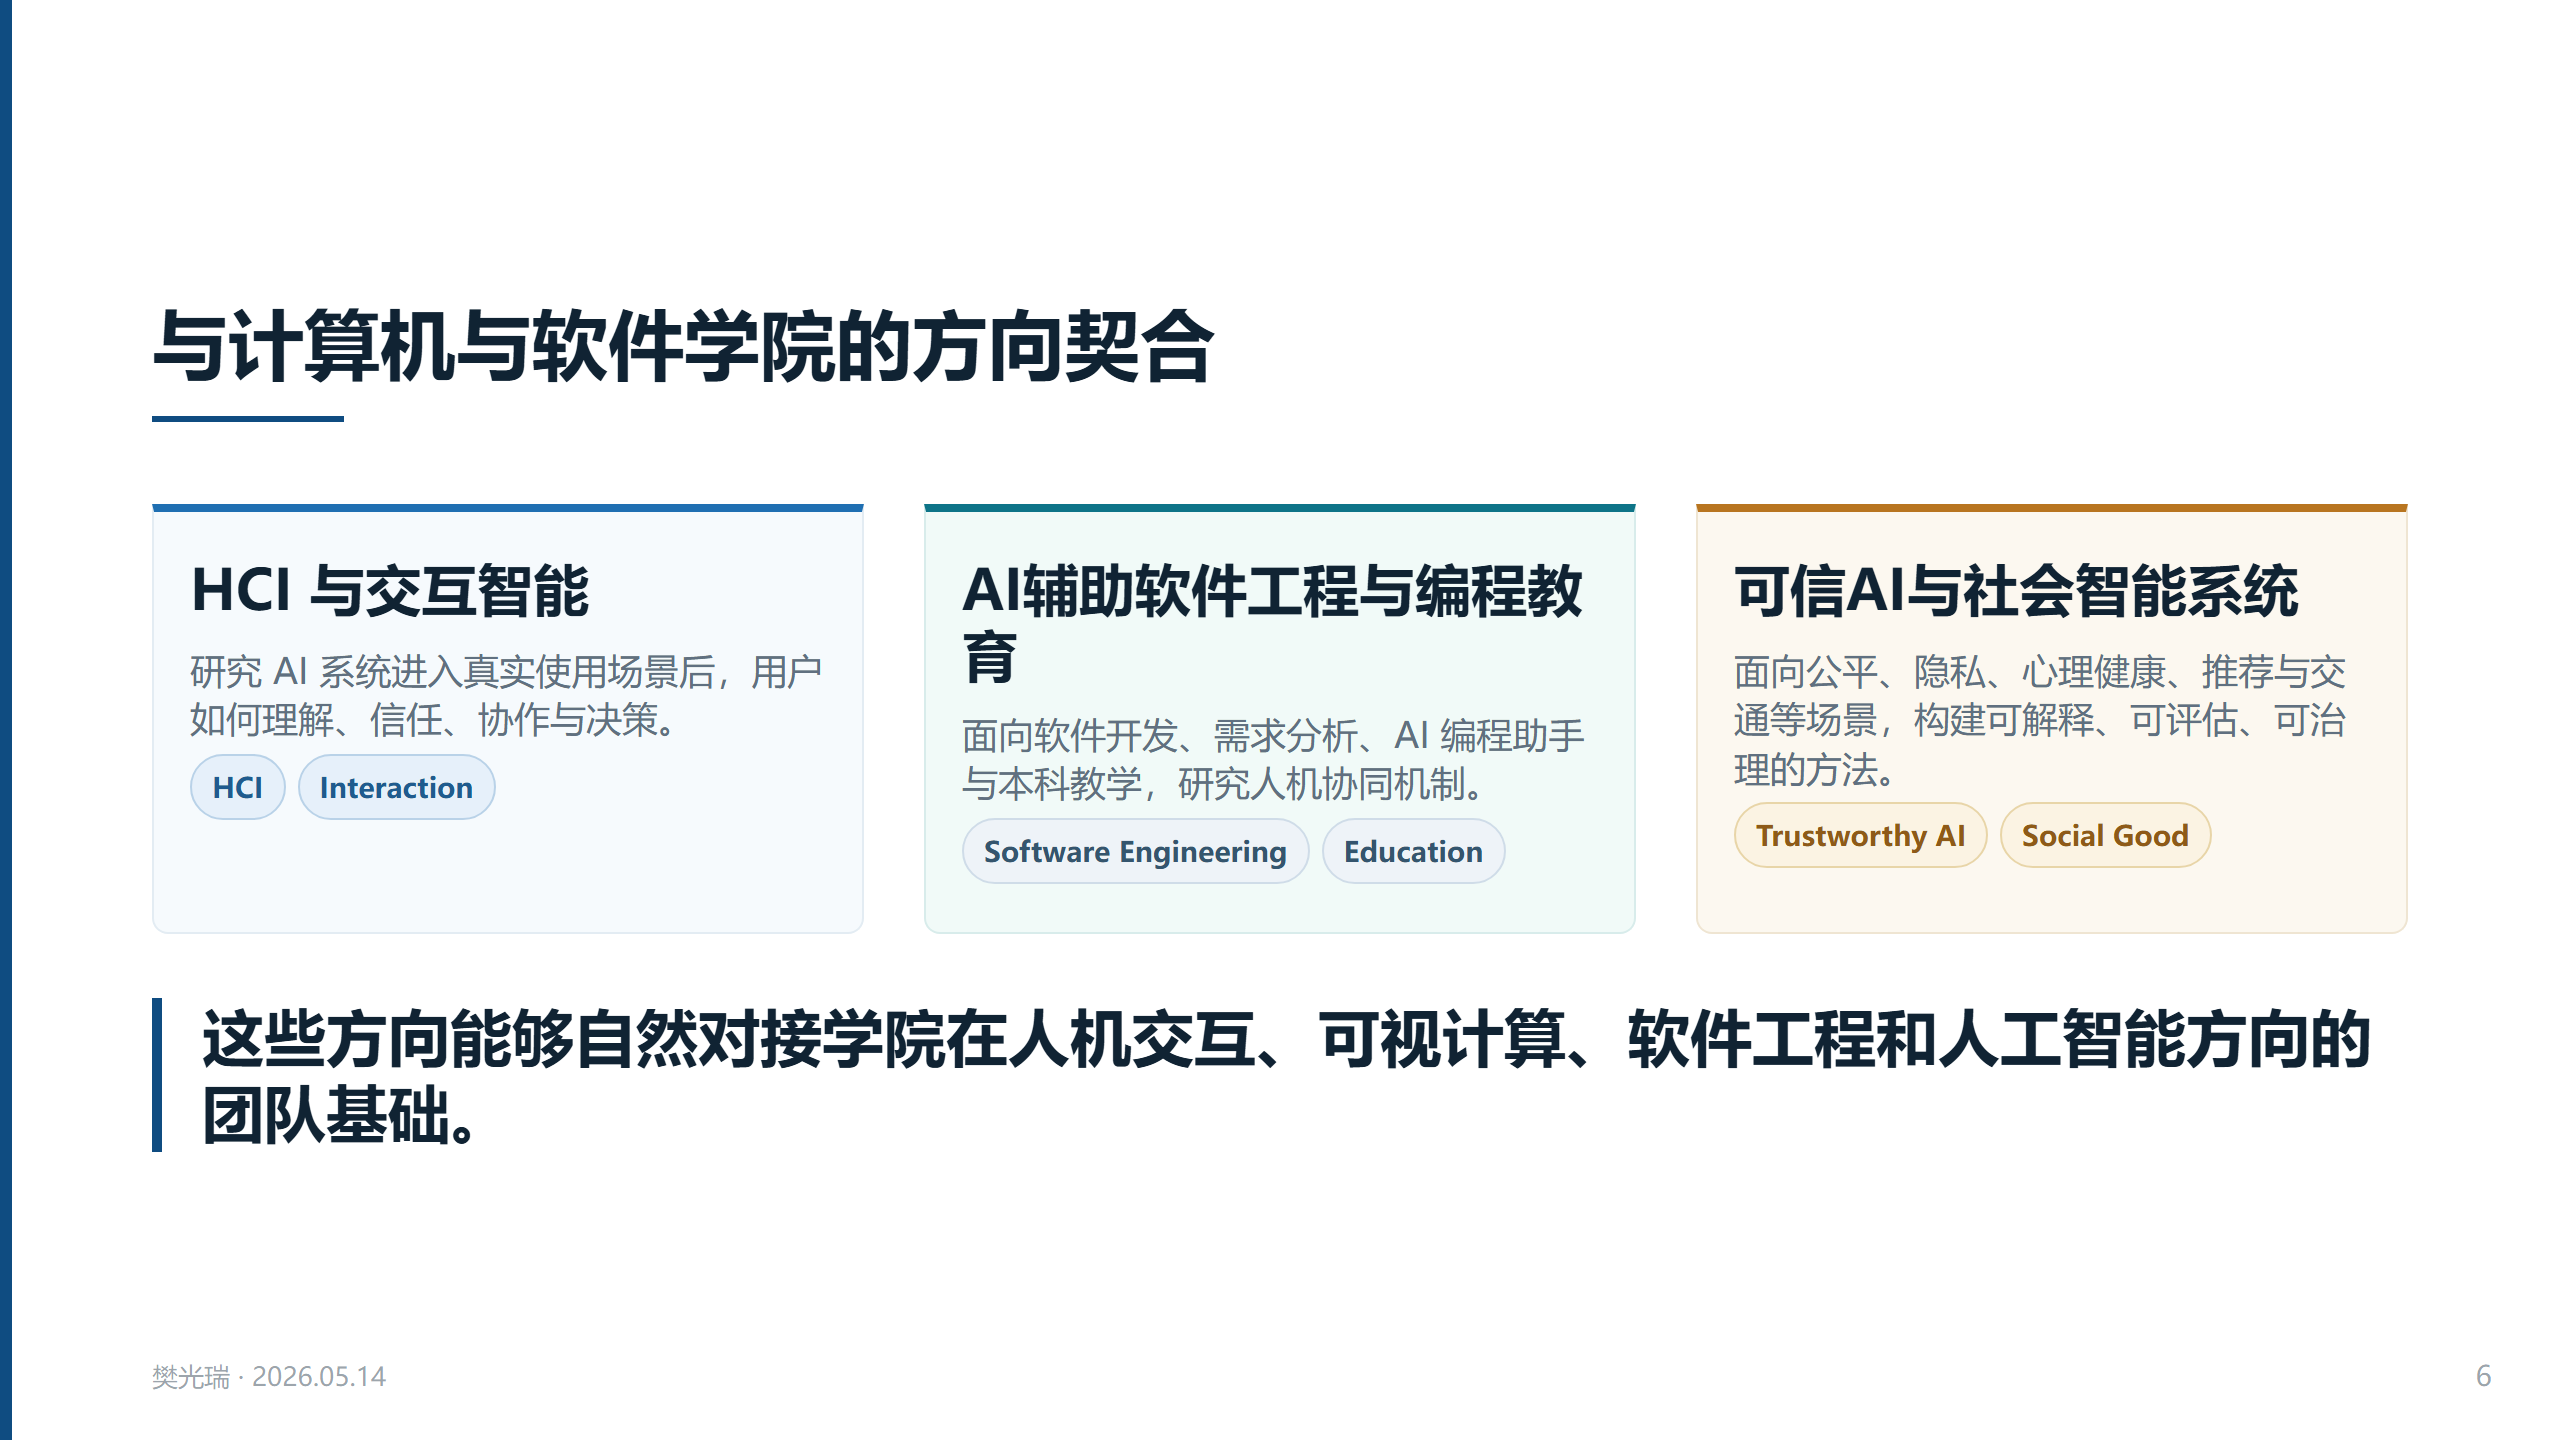 与计算机与软件学院的方向契合
HCI 与交互智能
研究 AI 系统进入真实使用场景后，用户
如何理解、信任、协作与决策。
HCI
Interaction
AI辅助软件工程与编程教
育
面向软件开发、需求分析、AI 编程助手
与本科教学，研究人机协同机制。
Software Engineering
Education
可信AI与社会智能系统
面向公平、隐私、心理健康、推荐与交
通等场景，构建可解释、可评估、可治
理的方法。
Trustworthy AI
Social Good
这些方向能够自然对接学院在人机交互、可视计算、软件工程和人工智能方向的
团队基础。
樊光瑞 · 2026.05.14
6